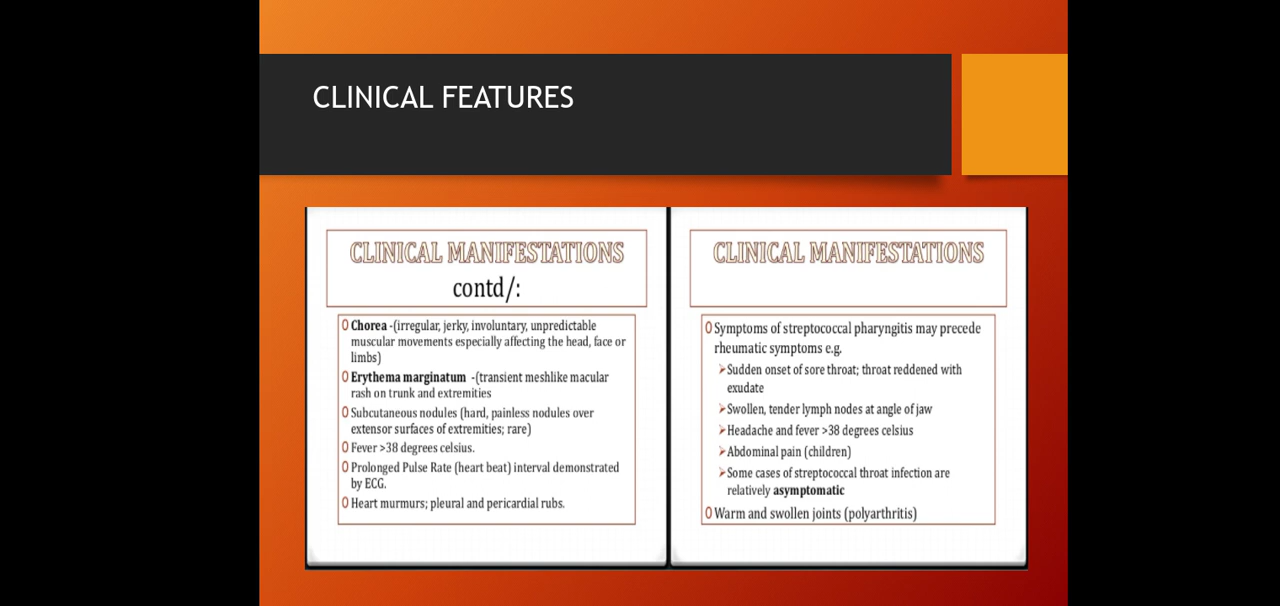 CLINICAL FEATURES
CLINICAL MANIFESTATIONS
contd/:
Chorea -(irregular, jerky, involuntary, unpredictable
muscular movements especially affecting the head, face or
limbs)
Erythema marginatum -(transient meshlike macular
rash on trunk and extremities
Subcutaneous nodules (hard, painless nodules over
extensor surfaces of extremities; rare)
Fever >38 degrees celsius.
Prolonged Pulse Rate (heart beat) interval demonstrated
by ECG.
Heart murmurs; pleural and pericardial rubs.
CLINICAL MANIFESTATIONS
Symptoms of streptococcal pharyngitis may precede
rheumatic symptoms e.g.
Sudden onset of sore throat; throat reddened with
exudate
Swollen, tender lymph nodes at angle of jaw
Headache and fever >38 degrees celsius
Abdominal pain (children)
Some cases of streptococcal throat infection are
relatively asymptomatic
Warm and swollen joints (polyarthritis)